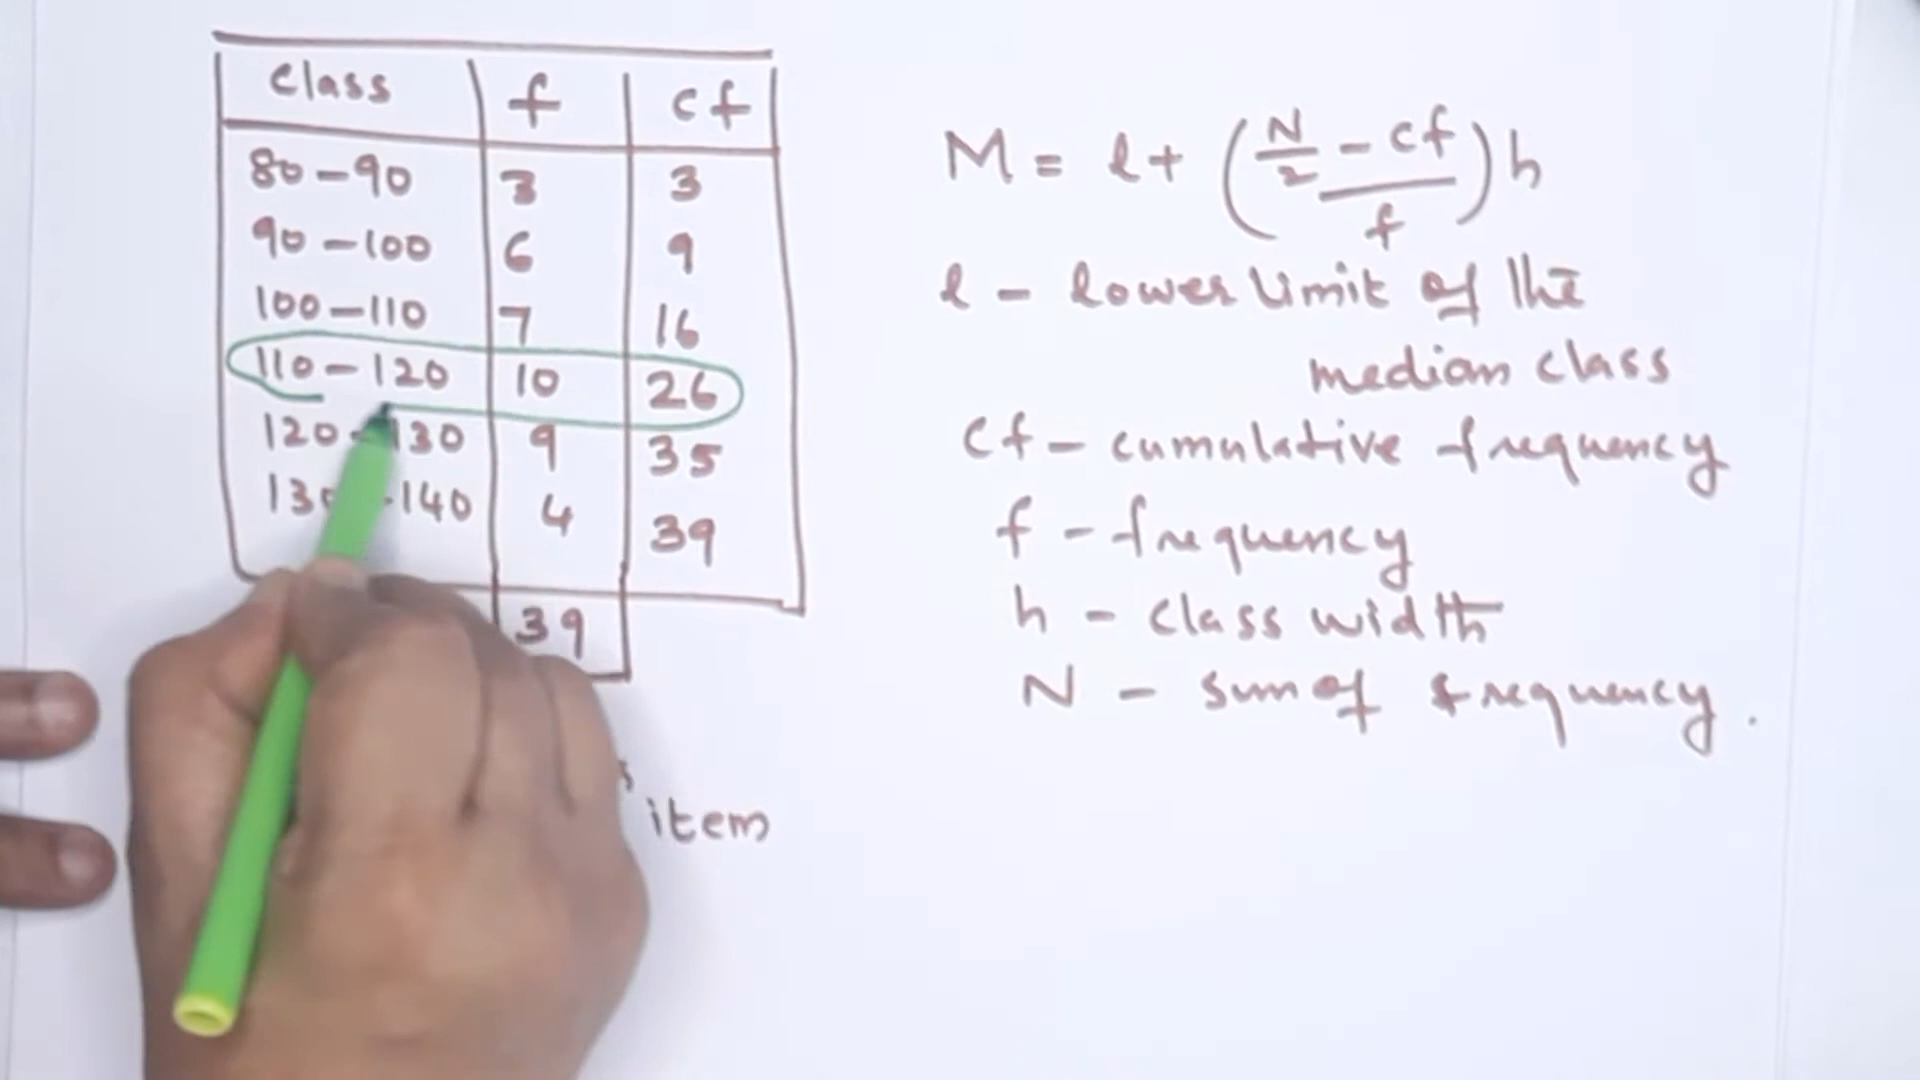 Class f cf
80-90 3 3
90-100 6 9
100-110 7 16
110-120 10 26
120-130 9 35
130-140 4 39
39
item
M = l + (N/2 - cf / f) h
l - lower limit of the
median class
Cf - cumulative frequency
f - frequency
h - class width
N - sum of frequency.